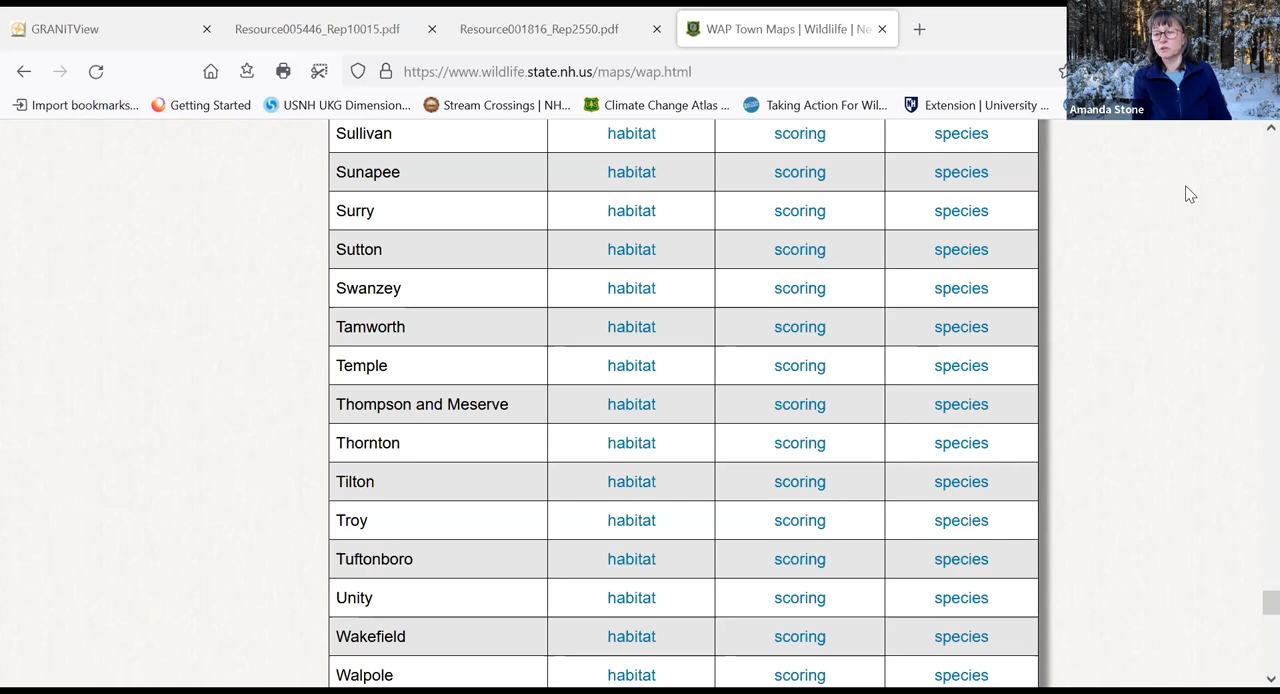 GRANITView
Resource005446_Rep10015.pdf
Resource001816_Rep2550.pdf
WAP Town Maps | Wildlilfe | Ne
https://www.wildlife.state.nh.us/maps/wap.html
Import bookmarks...
Getting Started
USNH UKG Dimension...
Stream Crossings | NH...
Climate Change Atlas ...
Taking Action For Wil...
Extension | University ...
Amanda Stone
Sullivan habitat scoring species
Sunapee habitat scoring species
Surry habitat scoring species
Sutton habitat scoring species
Swanzey habitat scoring species
Tamworth habitat scoring species
Temple habitat scoring species
Thompson and Meserve habitat scoring species
Thornton habitat scoring species
Tilton habitat scoring species
Troy habitat scoring species
Tuftonboro habitat scoring species
Unity habitat scoring species
Wakefield habitat scoring species
Walpole habitat scoring species